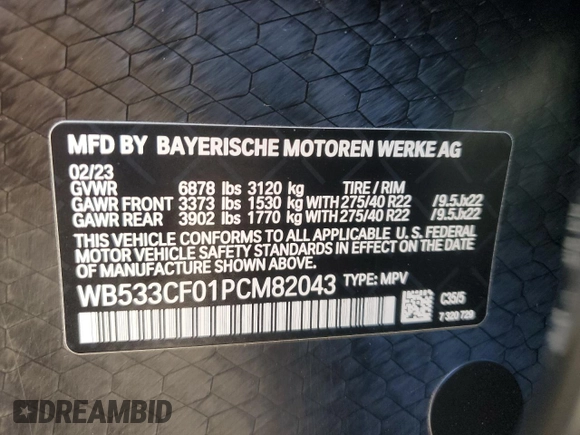 MFD BY BAYERISCHE MOTOREN WERKE AG
02/23
GVWR 6878 lbs 3120 kg TIRE / RIM
GAWR FRONT 3373 lbs 1530 kg WITH 275/40 R22 /9.5Jx22
GAWR REAR 3902 lbs 1770 kg WITH 275/40 R22 /9.5Jx22
THIS VEHICLE CONFORMS TO ALL APPLICABLE U. S. FEDERAL
MOTOR VEHICLE SAFETY STANDARDS IN EFFECT ON THE DATE
OF MANUFACTURE SHOWN ABOVE.
WB533CF01PCM82043 TYPE: MPV
C35/5
7 320 729
DREAMBID